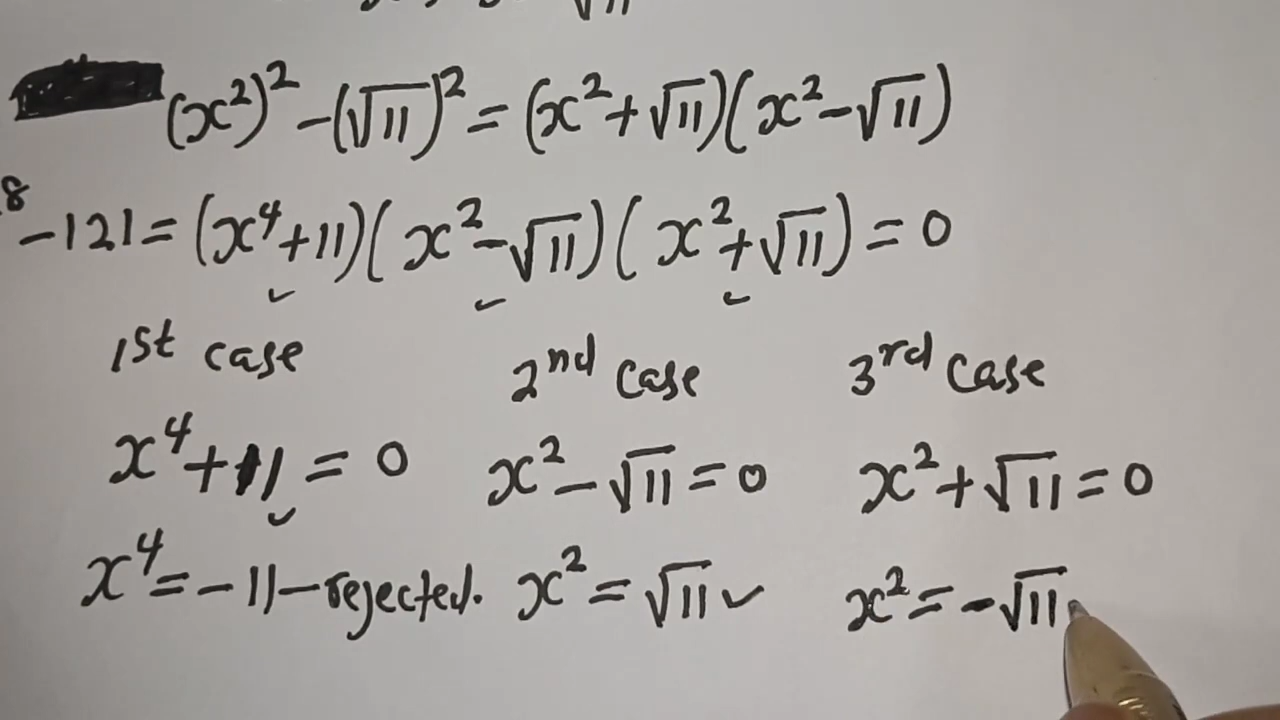 (x²)² - (√11)² = (x² + √11)(x² - √11)
8 - 121 = (x⁴ + 11)(x² - √11)(x² + √11) = 0
1st case 2nd case 3rd case
x⁴ + 11 = 0 x² - √11 = 0 x² + √11 = 0
x⁴ = - 11 - rejected. x² = √11 ✓ x² = - √11